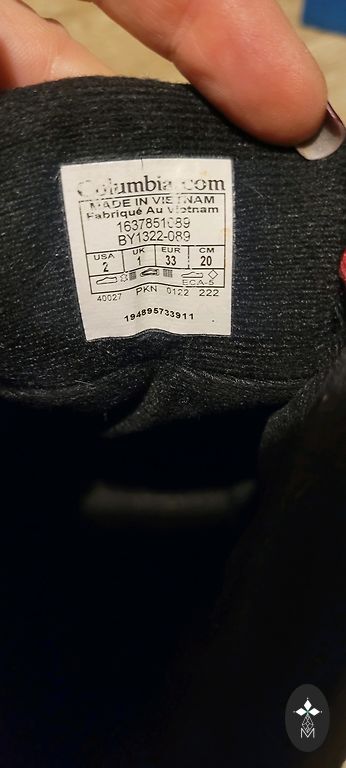 Columbia.com
MADE IN VIETNAM
Fabriqué Au Vietnam
1637851089
BY1322-089
USA UK EUR CM
2 1 33 20
ECA-5
40027 PKN 0122 222
194895733911
M